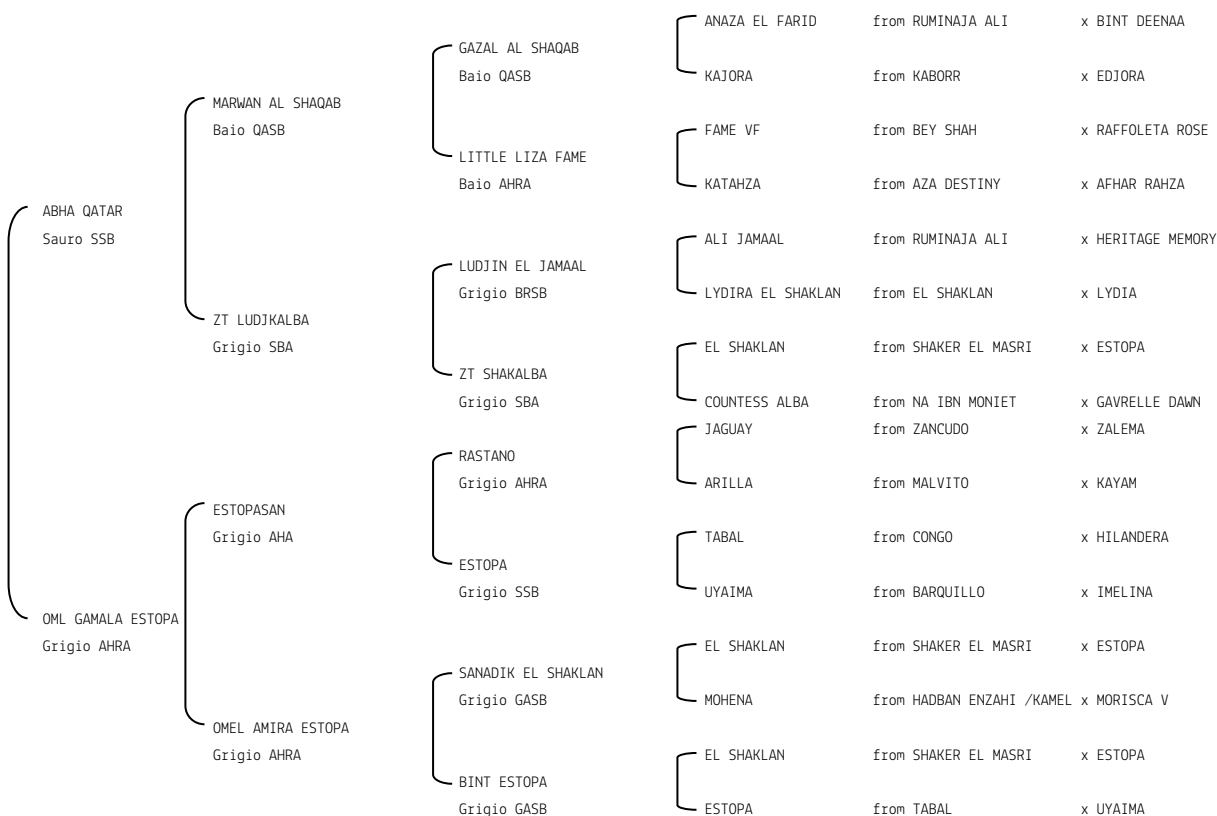 ANAZA EL FARID from RUMINAJA ALI x BINT DEENAA
GAZAL AL SHAQAB
Baio QASB
KAJORA from KABORR x EDJORA
MARWAN AL SHAQAB
Baio QASB
FAME VF from BEY SHAH x RAFFOLETA ROSE
LITTLE LIZA FAME
Baio AHRA
KATAHZA from AZA DESTINY x AFHAR RAHZA
ABHA QATAR
Sauro SSB
ALI JAMAAL from RUMINAJA ALI x HERITAGE MEMORY
LUDJIN EL JAMAAL
Grigio BRSB
LYDIRA EL SHAKLAN from EL SHAKLAN x LYDIA
ZT LUDJKALBA
Grigio SBA
EL SHAKLAN from SHAKER EL MASRI x ESTOPA
ZT SHAKALBA
Grigio SBA
COUNTESS ALBA from NA IBN MONIET x GAVRELLE DAWN
JAGUAY from ZANCUDO x ZALEMA
RASTANO
Grigio AHRA
ARILLA from MALVITO x KAYAM
ESTOPASAN
Grigio AHA
TABAL from CONGO x HILANDERA
ESTOPA
Grigio SSB
UYAIMA from BARQUILLO x IMELINA
OML GAMALA ESTOPA
Grigio AHRA
EL SHAKLAN from SHAKER EL MASRI x ESTOPA
SANADIK EL SHAKLAN
Grigio GASB
MOHENA from HADBAN ENZAHI /KAMEL x MORISCA V
OMEL AMIRA ESTOPA
Grigio AHRA
EL SHAKLAN from SHAKER EL MASRI x ESTOPA
BINT ESTOPA
Grigio GASB
ESTOPA from TABAL x UYAIMA